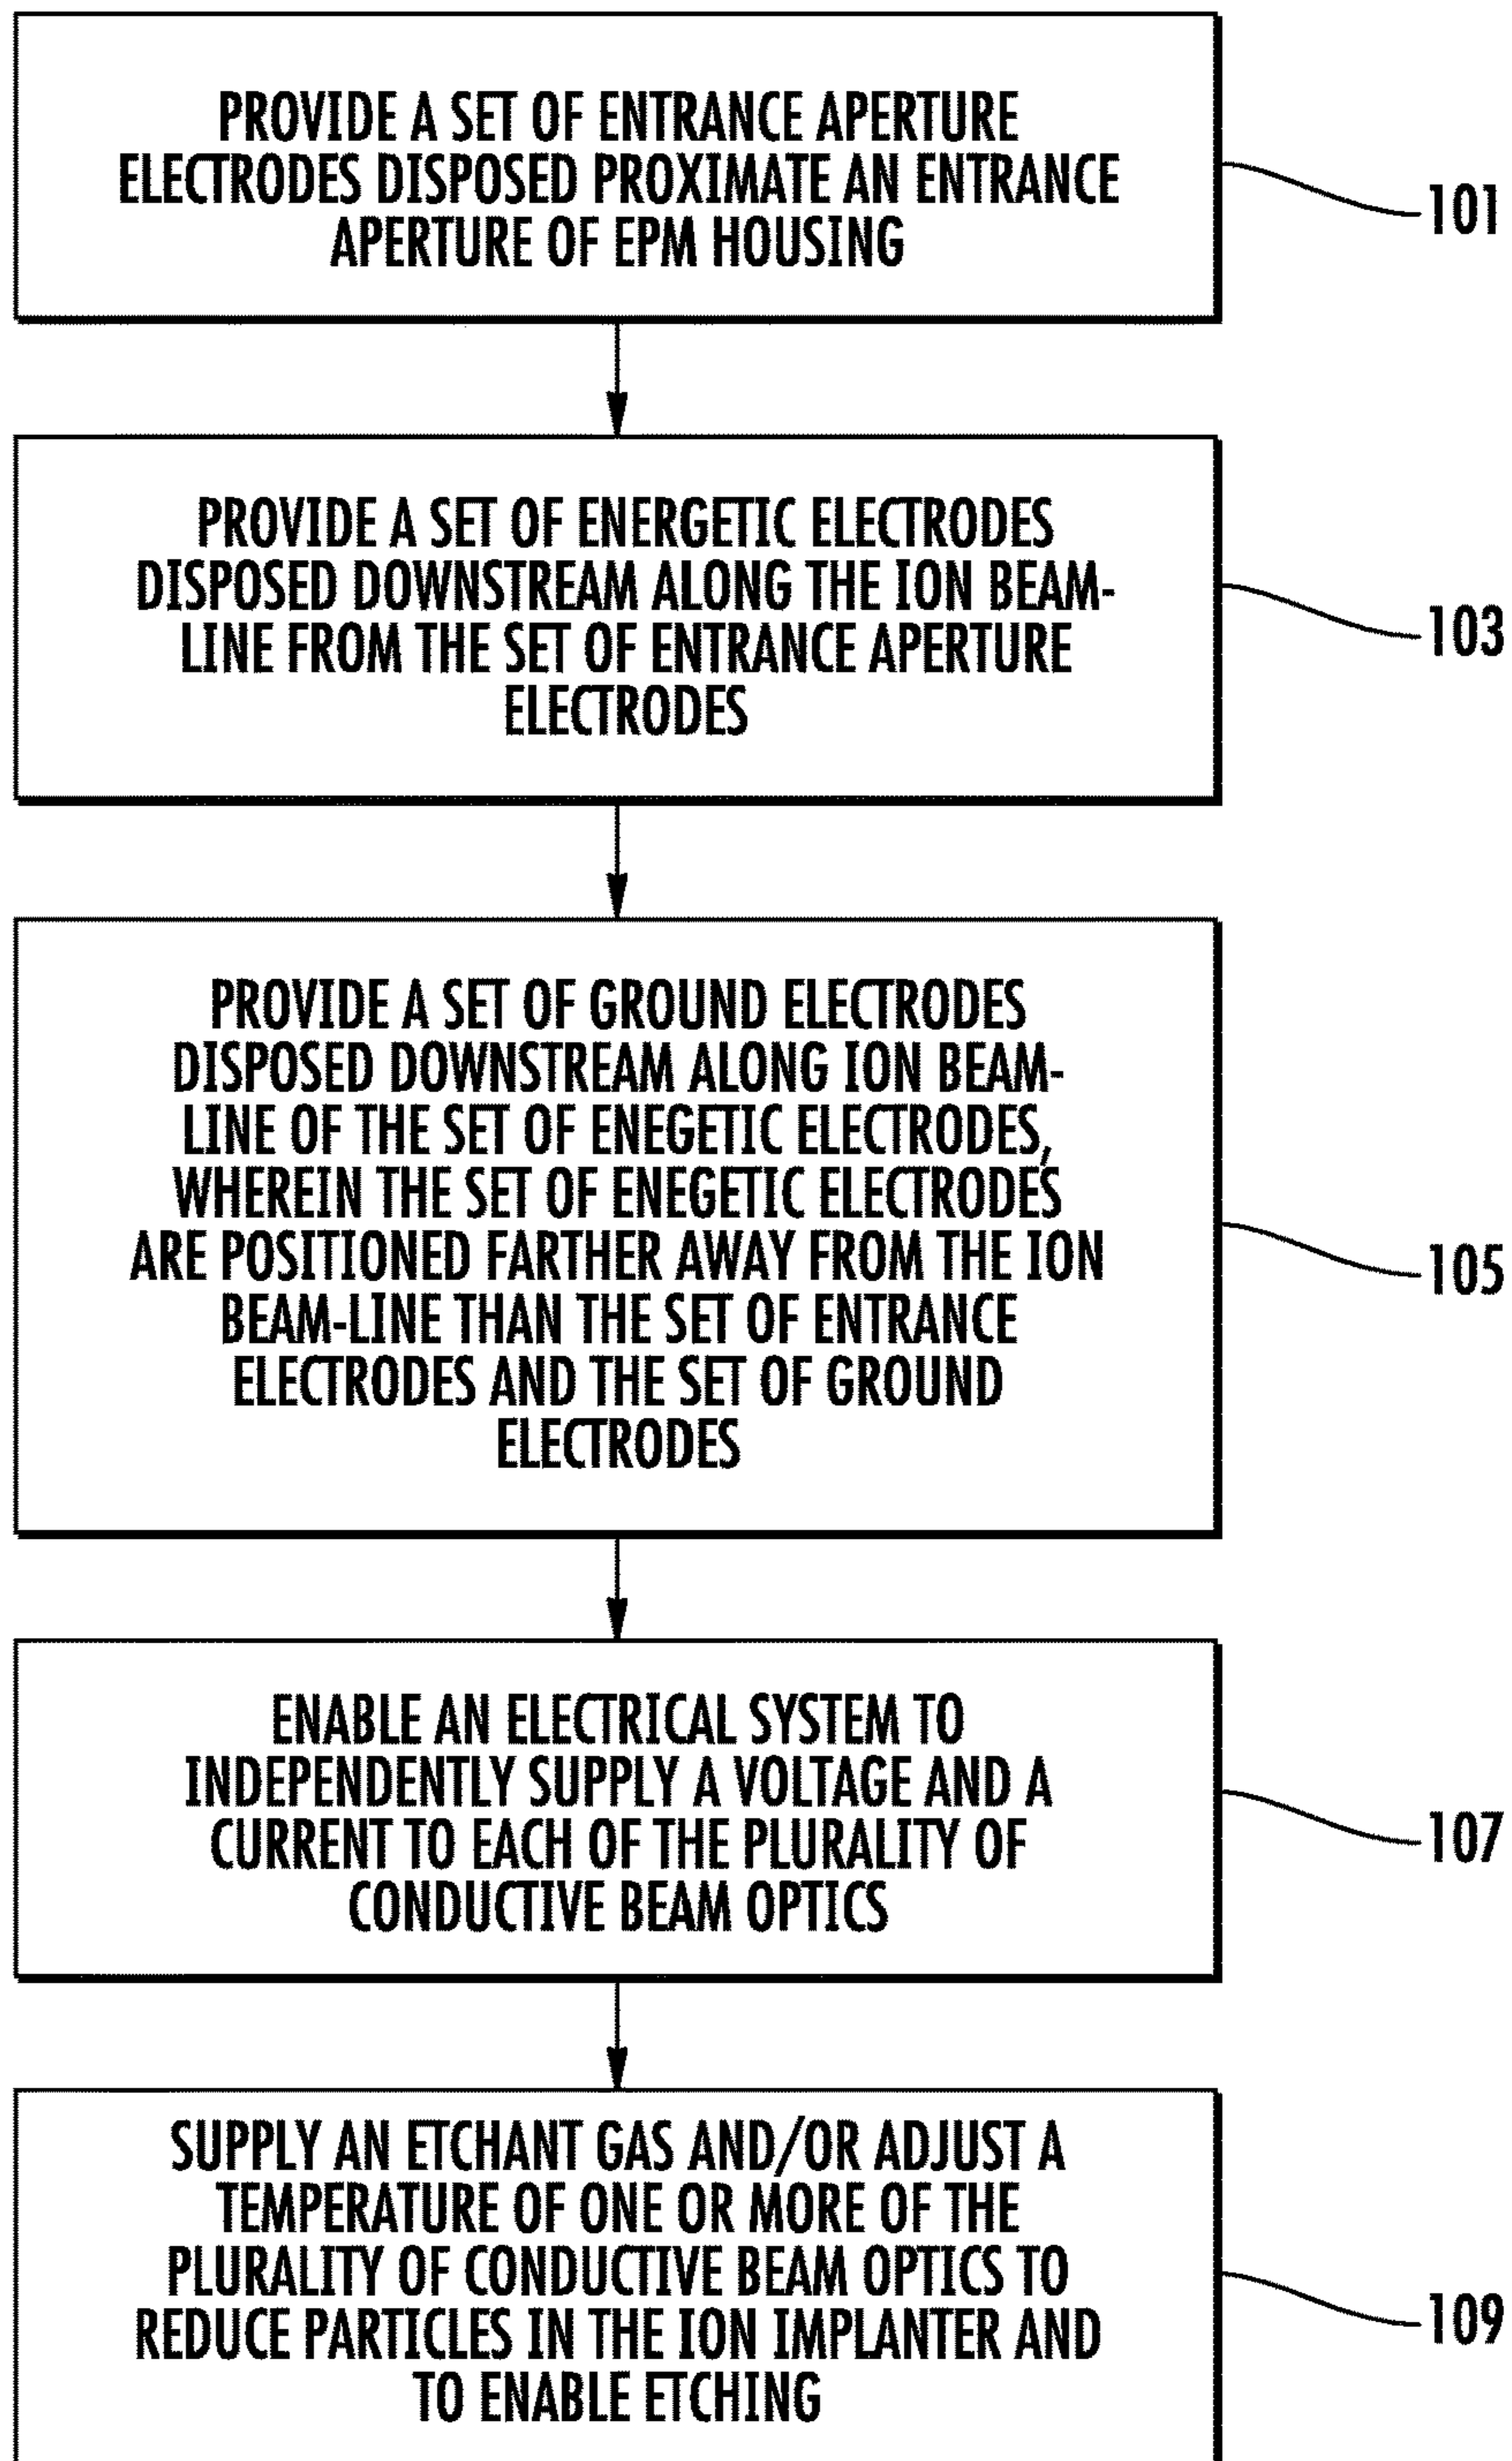 PROVIDE A SET OF ENTRANCE APERTURE
ELECTRODES DISPOSED PROXIMATE AN ENTRANCE
APERTURE OF EPM HOUSING
101
PROVIDE A SET OF ENERGETIC ELECTRODES
DISPOSED DOWNSTREAM ALONG THE ION BEAM-
LINE FROM THE SET OF ENTRANCE APERTURE
ELECTRODES
103
PROVIDE A SET OF GROUND ELECTRODES
DISPOSED DOWNSTREAM ALONG ION BEAM-
LINE OF THE SET OF ENEGETIC ELECTRODES,
WHEREIN THE SET OF ENEGETIC ELECTRODES
ARE POSITIONED FARTHER AWAY FROM THE ION
BEAM-LINE THAN THE SET OF ENTRANCE
ELECTRODES AND THE SET OF GROUND
ELECTRODES
105
ENABLE AN ELECTRICAL SYSTEM TO
INDEPENDENTLY SUPPLY A VOLTAGE AND A
CURRENT TO EACH OF THE PLURALITY OF
CONDUCTIVE BEAM OPTICS
107
SUPPLY AN ETCHANT GAS AND/OR ADJUST A
TEMPERATURE OF ONE OR MORE OF THE
PLURALITY OF CONDUCTIVE BEAM OPTICS TO
REDUCE PARTICLES IN THE ION IMPLANTER AND
TO ENABLE ETCHING
109